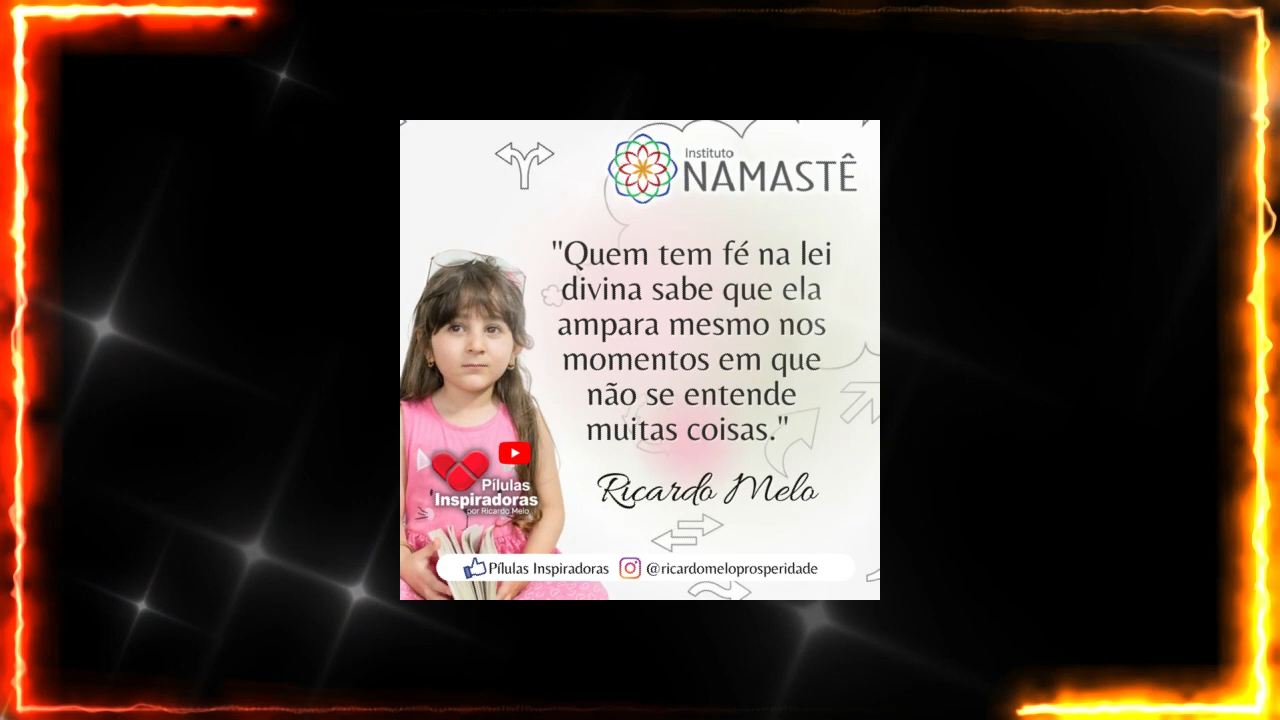 Instituto
NAMASTÊ
"Quem tem fé na lei
divina sabe que ela
ampara mesmo nos
momentos em que
não se entende
muitas coisas."
Ricardo Melo
Pílulas
Inspiradoras
por Ricardo Melo
Pílulas Inspiradoras @ricardomeloprosperidade